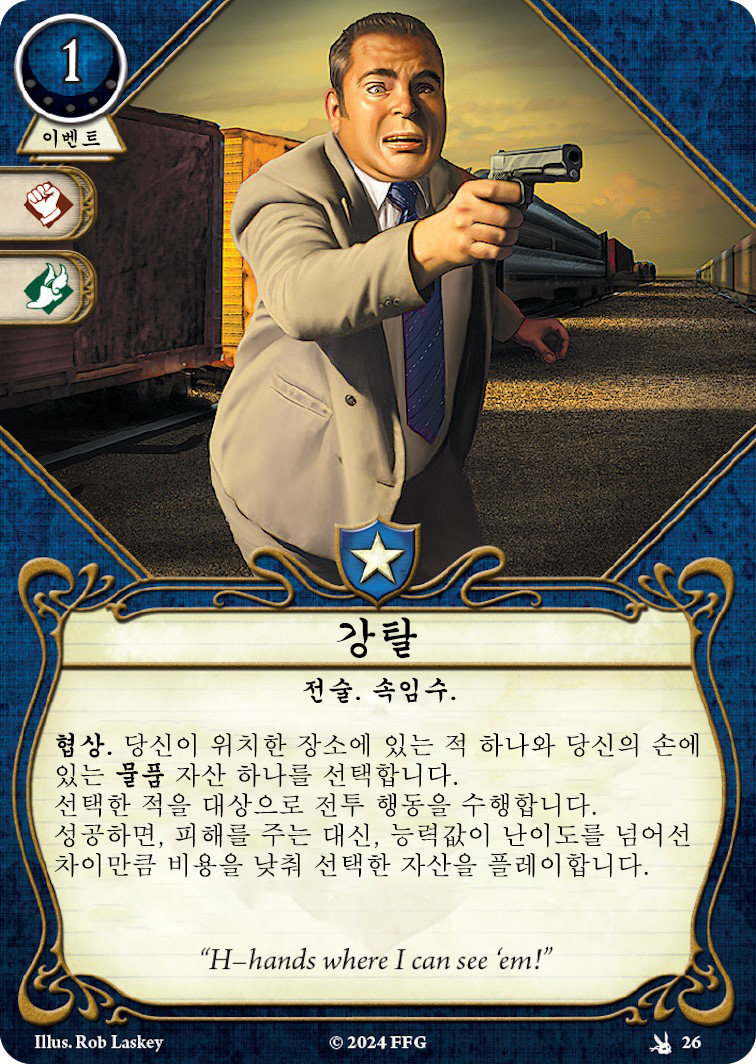 1
이벤트
강탈
전술. 속임수.
협상. 당신이 위치한 장소에 있는 적 하나와 당신의 손에
있는 물품 자산 하나를 선택합니다.
선택한 적을 대상으로 전투 행동을 수행합니다.
성공하면, 피해를 주는 대신, 능력값이 난이도를 넘어선
차이만큼 비용을 낮춰 선택한 자산을 플레이합니다.
“H–hands where I can see ‘em!”
Illus. Rob Laskey © 2024 FFG 26